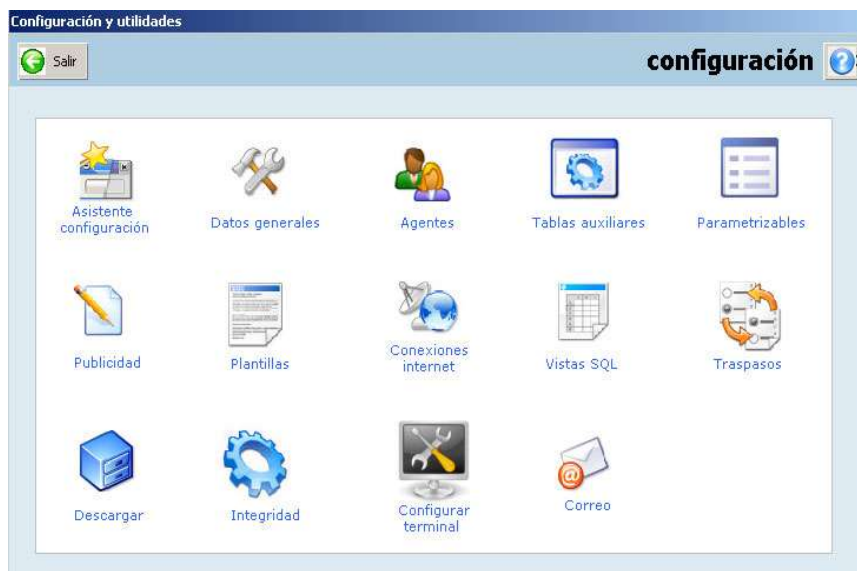 Configuración y utilidades
Salir
configuración
Asistente
configuración
Datos generales
Agentes
Tablas auxiliares
Parametrizables
Publicidad
Plantillas
Conexiones
internet
Vistas SQL
Traspasos
Descargar
Integridad
Configurar
terminal
Correo